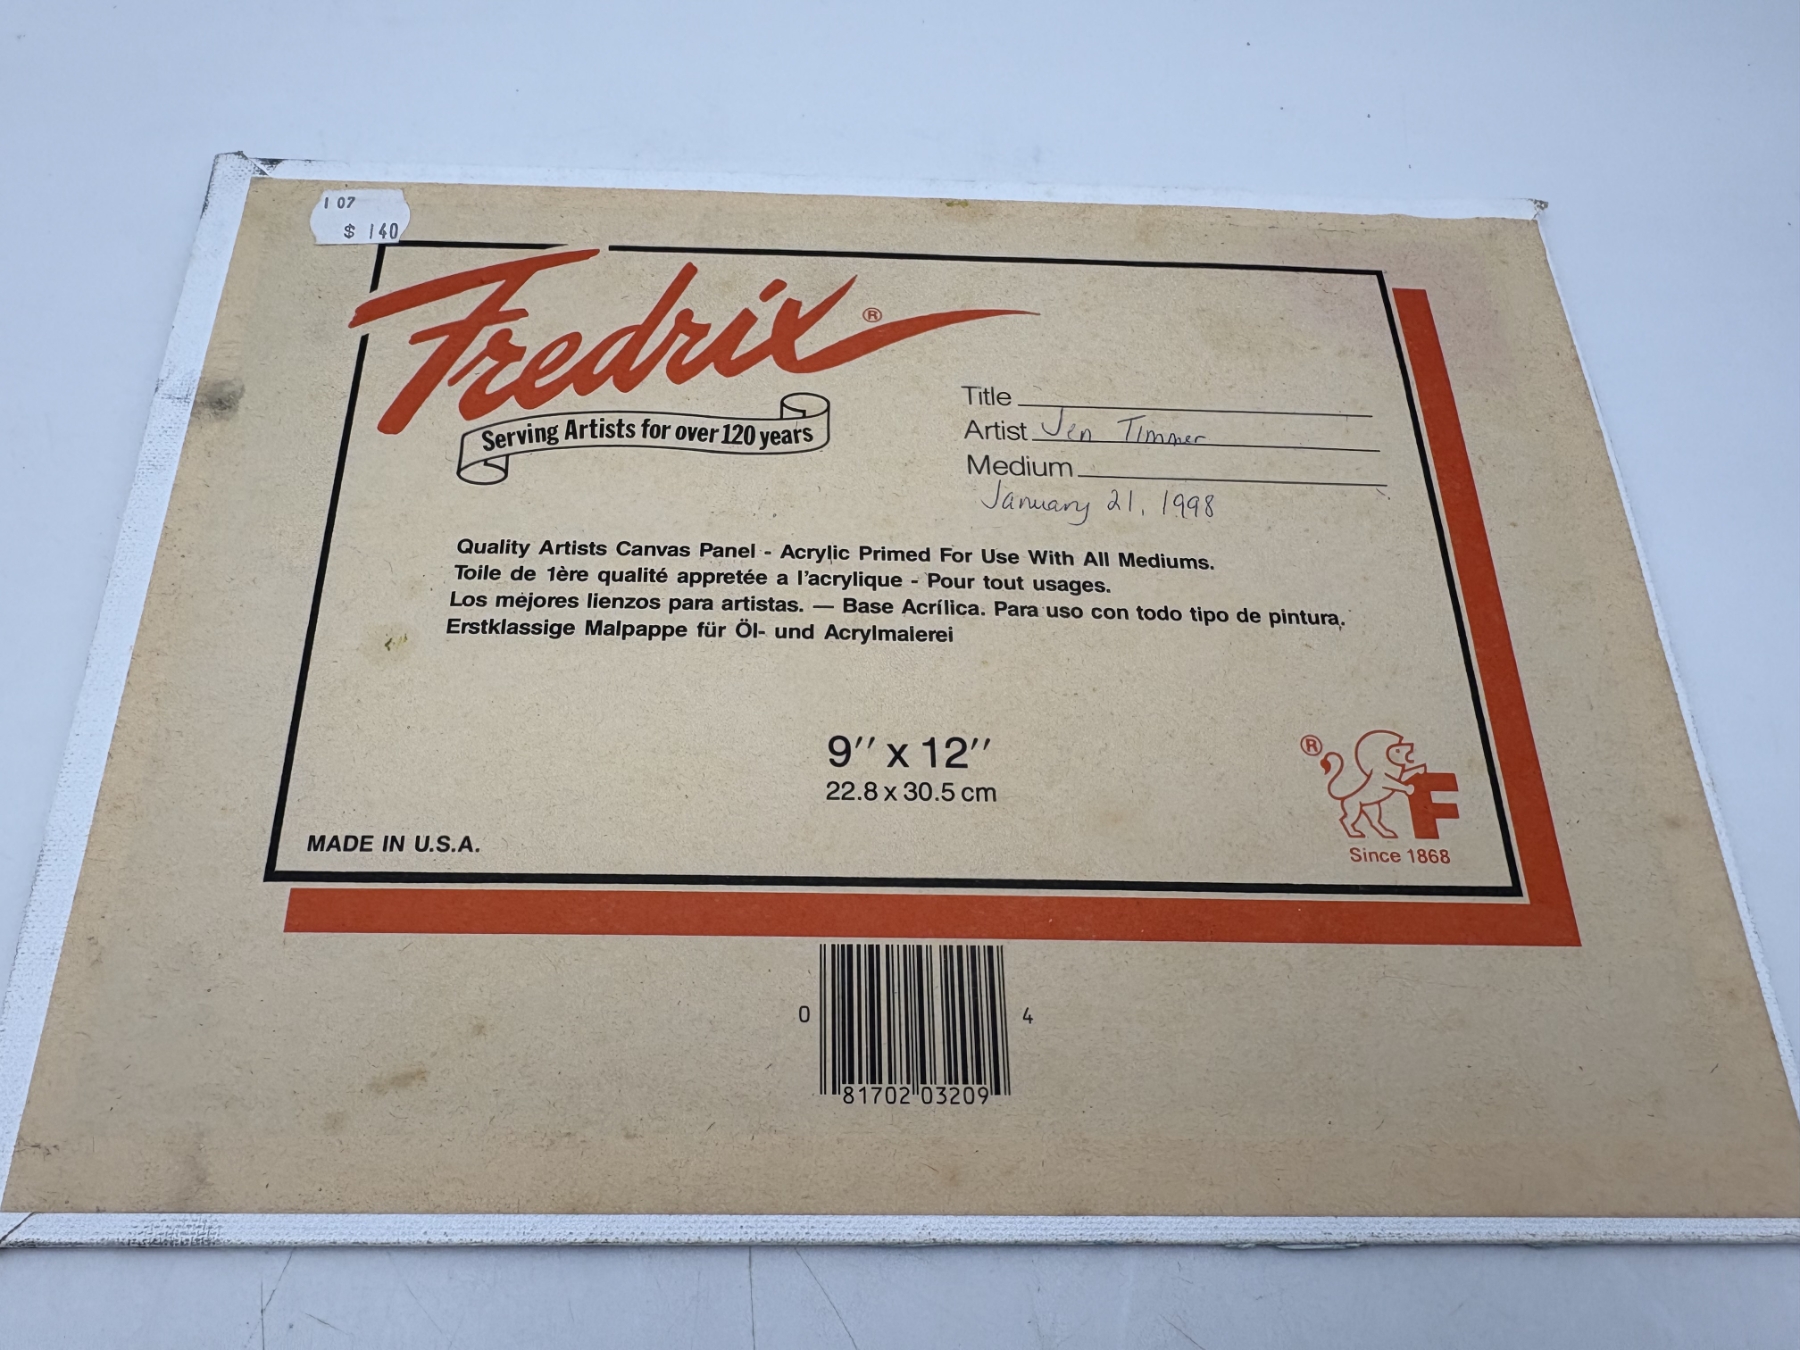 107
$ 140
Fredrix®
Serving Artists for over 120 years
Title
Artist Jen Timmer
Medium
January 21, 1998
Quality Artists Canvas Panel - Acrylic Primed For Use With All Mediums.
Toile de 1ère qualité appretée a l'acrylique - Pour tout usages.
Los mejores lienzos para artistas. — Base Acrílica. Para uso con todo tipo de pintura.
Erstklassige Malpappe für Öl- und Acrylmalerei
9" x 12"
22.8 x 30.5 cm
® F
MADE IN U.S.A.
Since 1868
0 81702 03209 4